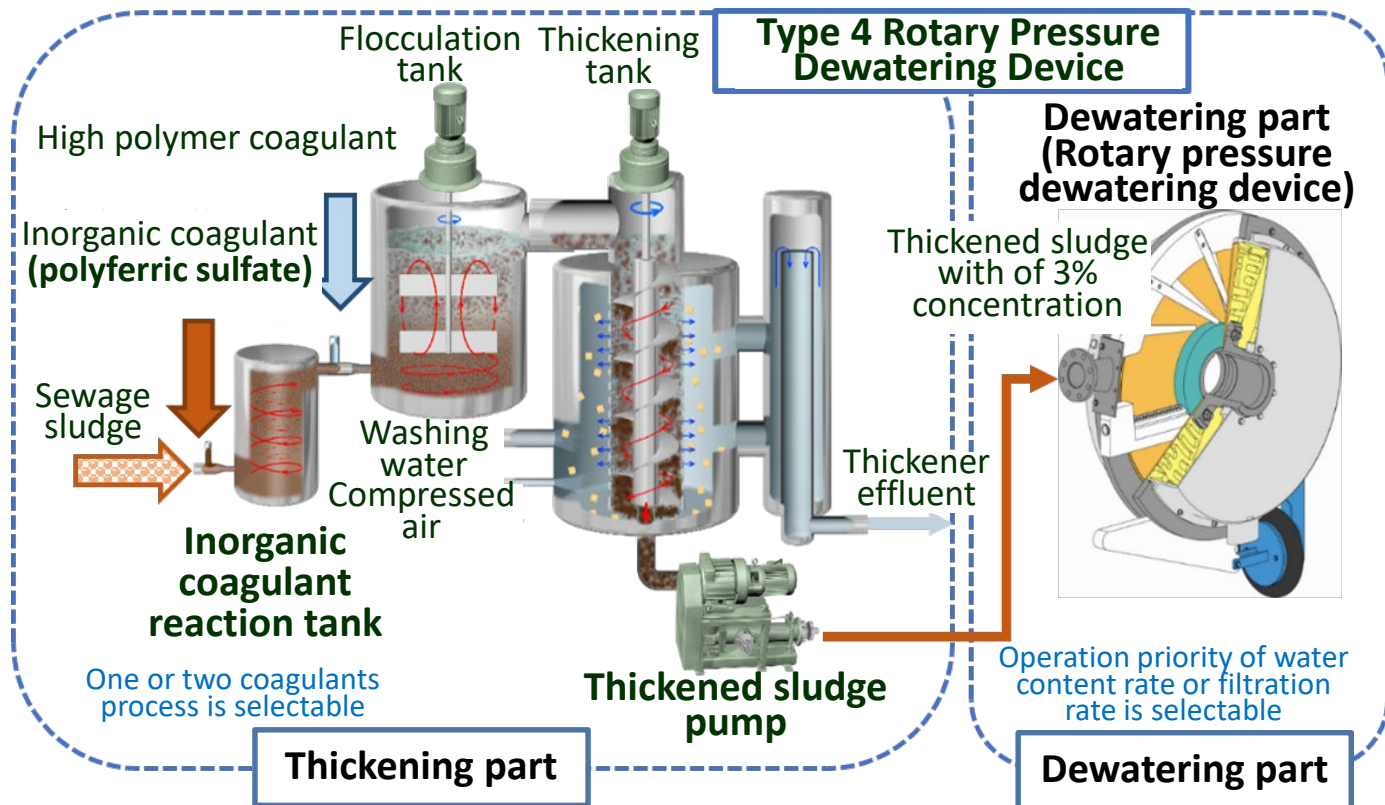 Type 4 Rotary Pressure
Dewatering Device
Flocculation
tank
Thickening
tank
High polymer coagulant
Inorganic coagulant
(polyferric sulfate)
Sewage
sludge
Inorganic
coagulant
reaction tank
One or two coagulants
process is selectable
Washing
water
Compressed
air
Thickener
effluent
Thickened sludge
pump
Thickening part
Dewatering part
(Rotary pressure
dewatering device)
Thickened sludge
with of 3%
concentration
Operation priority of water
content rate or filtration
rate is selectable
Dewatering part